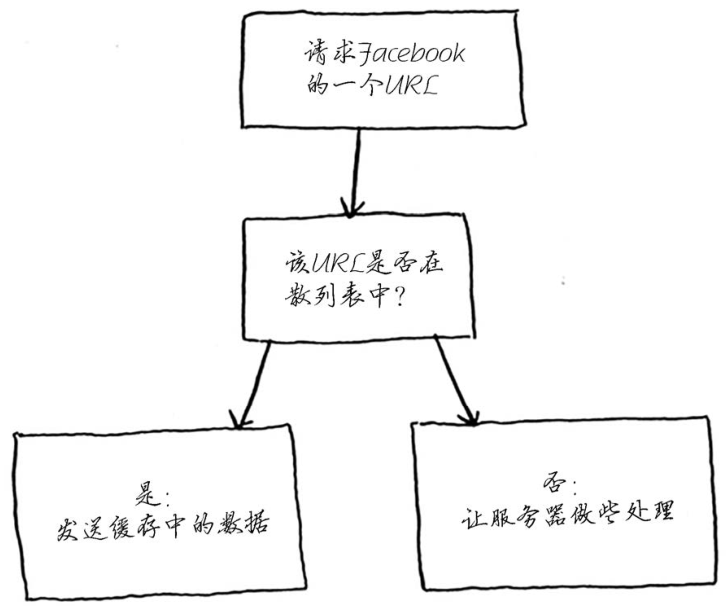 请求Facebook
的一个URL
该URL是否在
散列表中？
是：
发送缓存中的数据
否：
让服务器做些处理